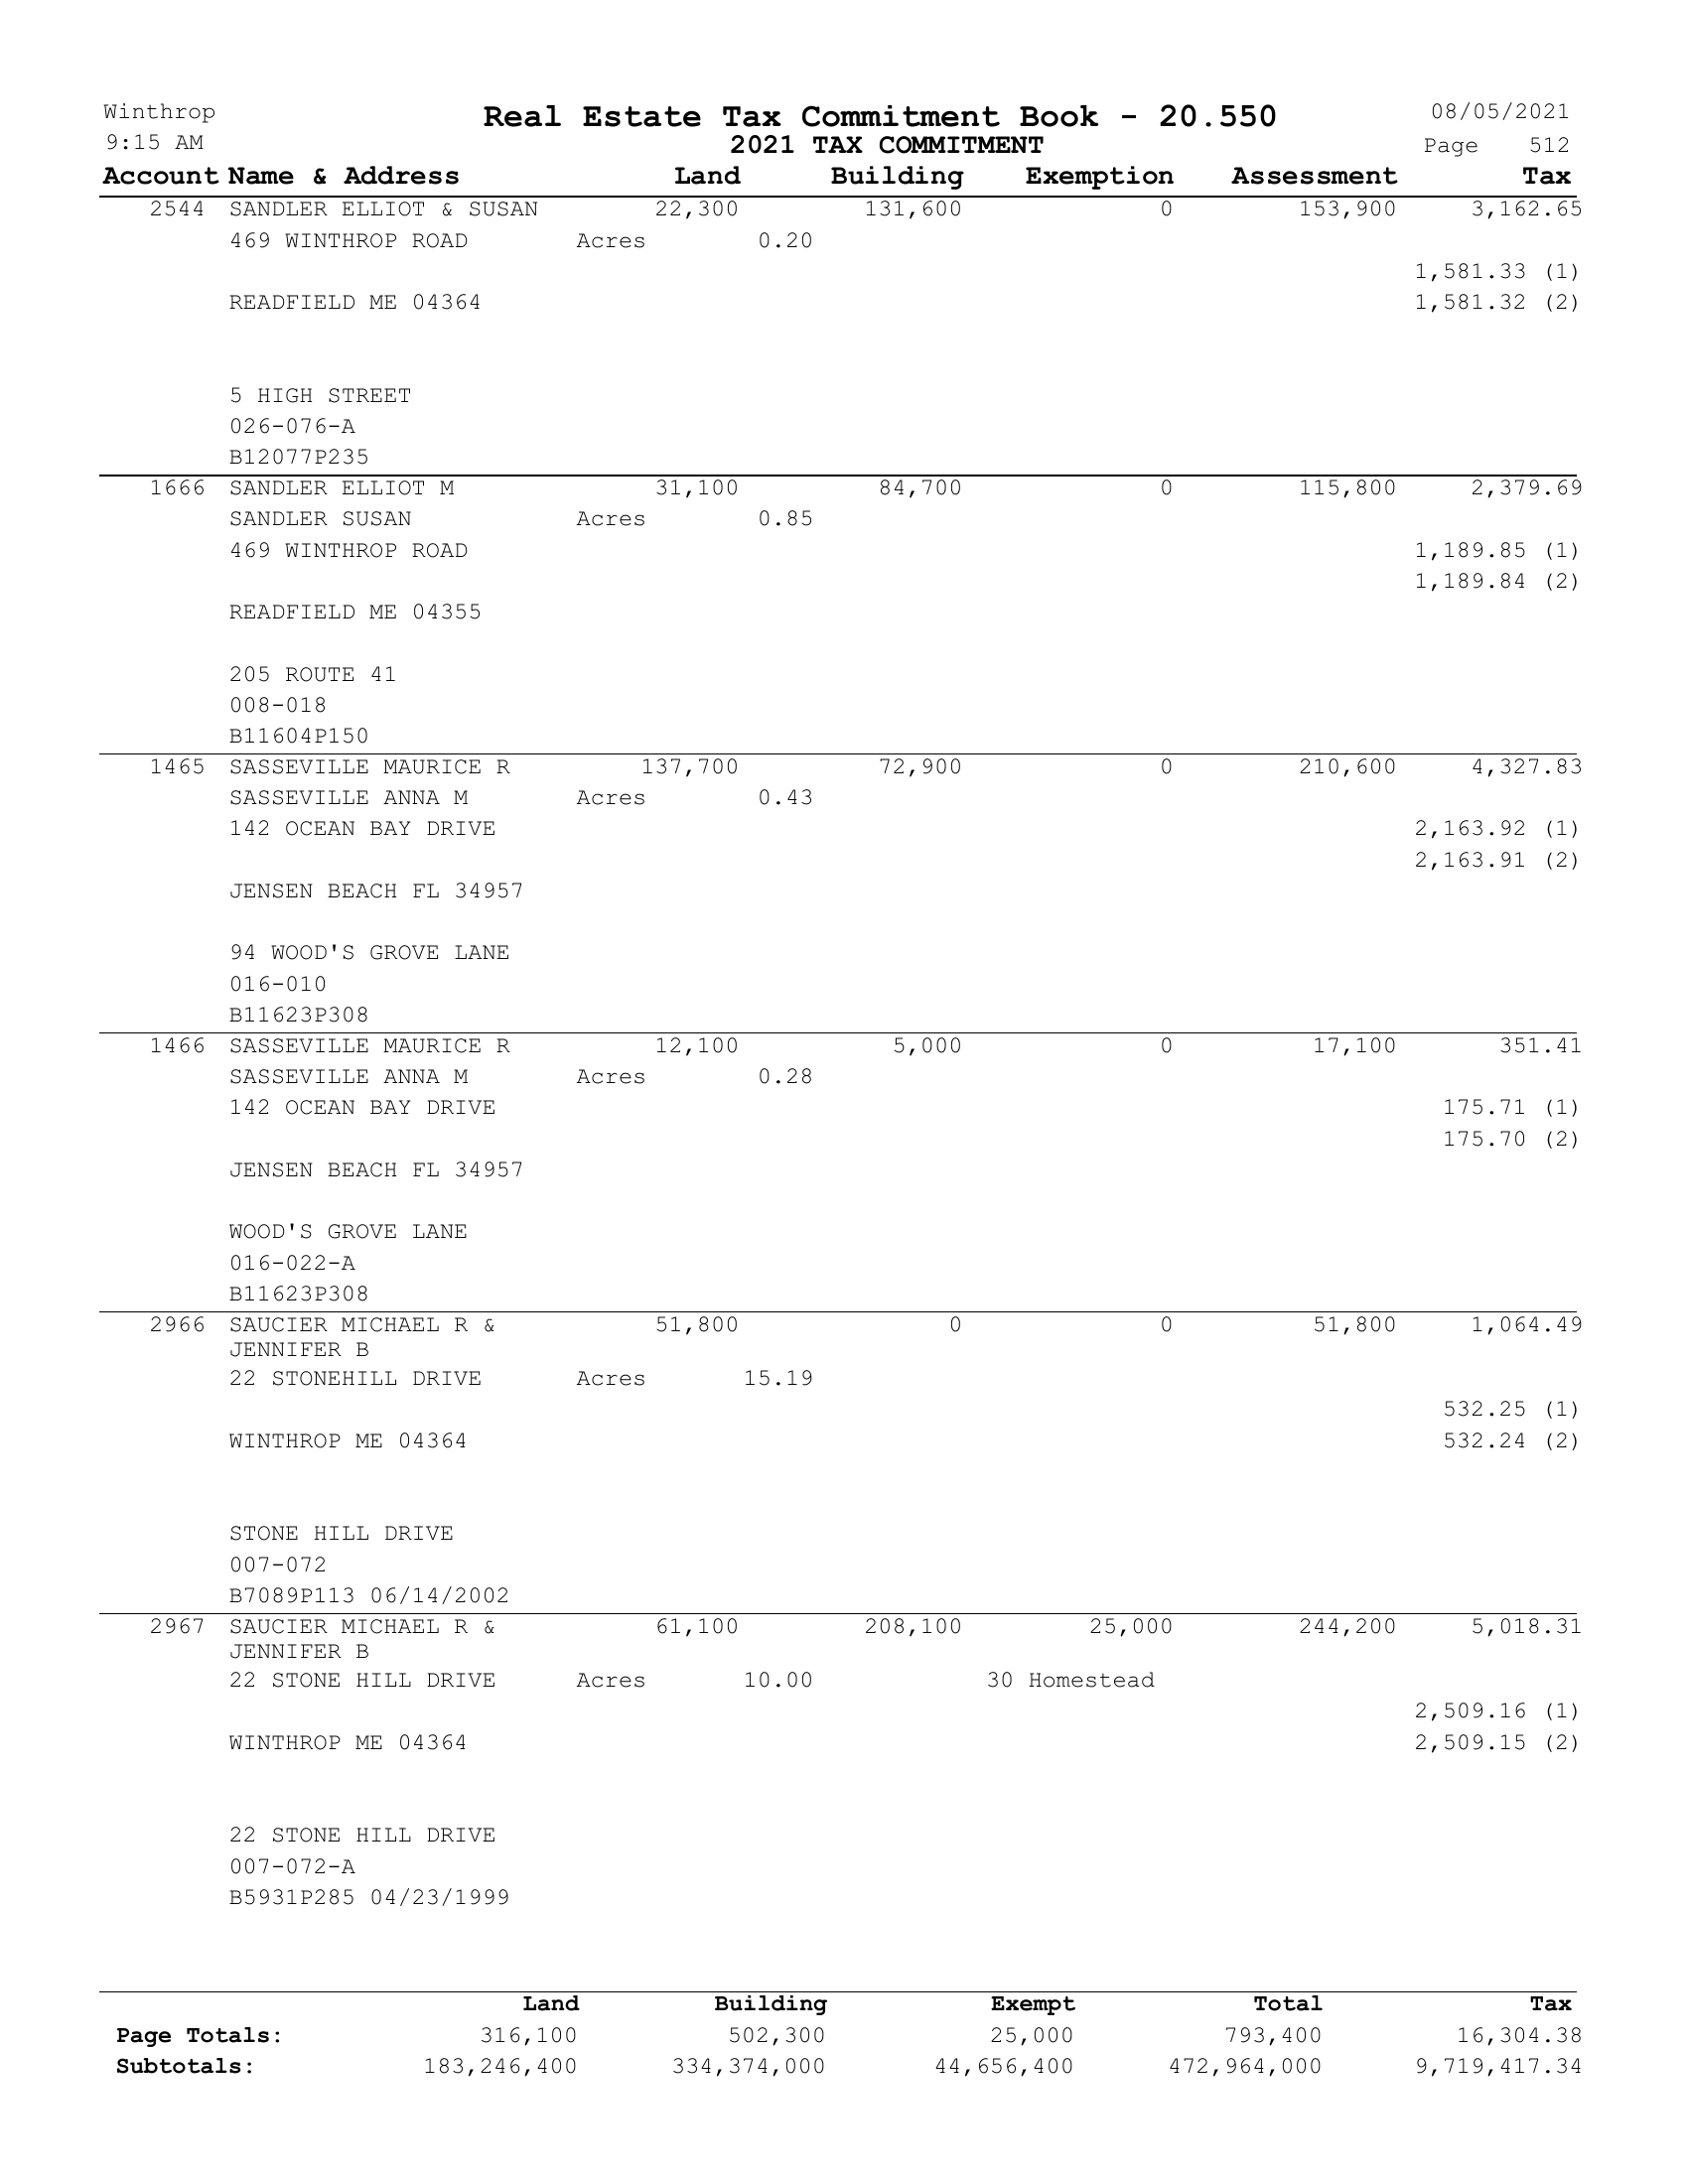 Winthrop Real Estate Tax Commitment Book - 20.550 08/05/2021
9:15 AM 2021 TAX COMMITMENT Page 512
Account Name & Address Land Building Exemption Assessment Tax
2544 SANDLER ELLIOT & SUSAN 22,300 131,600 0 153,900 3,162.65
469 WINTHROP ROAD Acres 0.20
1,581.33 (1)
READFIELD ME 04364 1,581.32 (2)
5 HIGH STREET
026-076-A
B12077P235
1666 SANDLER ELLIOT M 31,100 84,700 0 115,800 2,379.69
SANDLER SUSAN Acres 0.85
469 WINTHROP ROAD 1,189.85 (1)
1,189.84 (2)
READFIELD ME 04355
205 ROUTE 41
008-018
B11604P150
1465 SASSEVILLE MAURICE R 137,700 72,900 0 210,600 4,327.83
SASSEVILLE ANNA M Acres 0.43
142 OCEAN BAY DRIVE 2,163.92 (1)
2,163.91 (2)
JENSEN BEACH FL 34957
94 WOOD'S GROVE LANE
016-010
B11623P308
1466 SASSEVILLE MAURICE R 12,100 5,000 0 17,100 351.41
SASSEVILLE ANNA M Acres 0.28
142 OCEAN BAY DRIVE 175.71 (1)
175.70 (2)
JENSEN BEACH FL 34957
WOOD'S GROVE LANE
016-022-A
B11623P308
2966 SAUCIER MICHAEL R & 51,800 0 0 51,800 1,064.49
JENNIFER B
22 STONEHILL DRIVE Acres 15.19
532.25 (1)
WINTHROP ME 04364 532.24 (2)
STONE HILL DRIVE
007-072
B7089P113 06/14/2002
2967 SAUCIER MICHAEL R & 61,100 208,100 25,000 244,200 5,018.31
JENNIFER B
22 STONE HILL DRIVE Acres 10.00 30 Homestead
2,509.16 (1)
WINTHROP ME 04364 2,509.15 (2)
22 STONE HILL DRIVE
007-072-A
B5931P285 04/23/1999
Land Building Exempt Total Tax
Page Totals: 316,100 502,300 25,000 793,400 16,304.38
Subtotals: 183,246,400 334,374,000 44,656,400 472,964,000 9,719,417.34